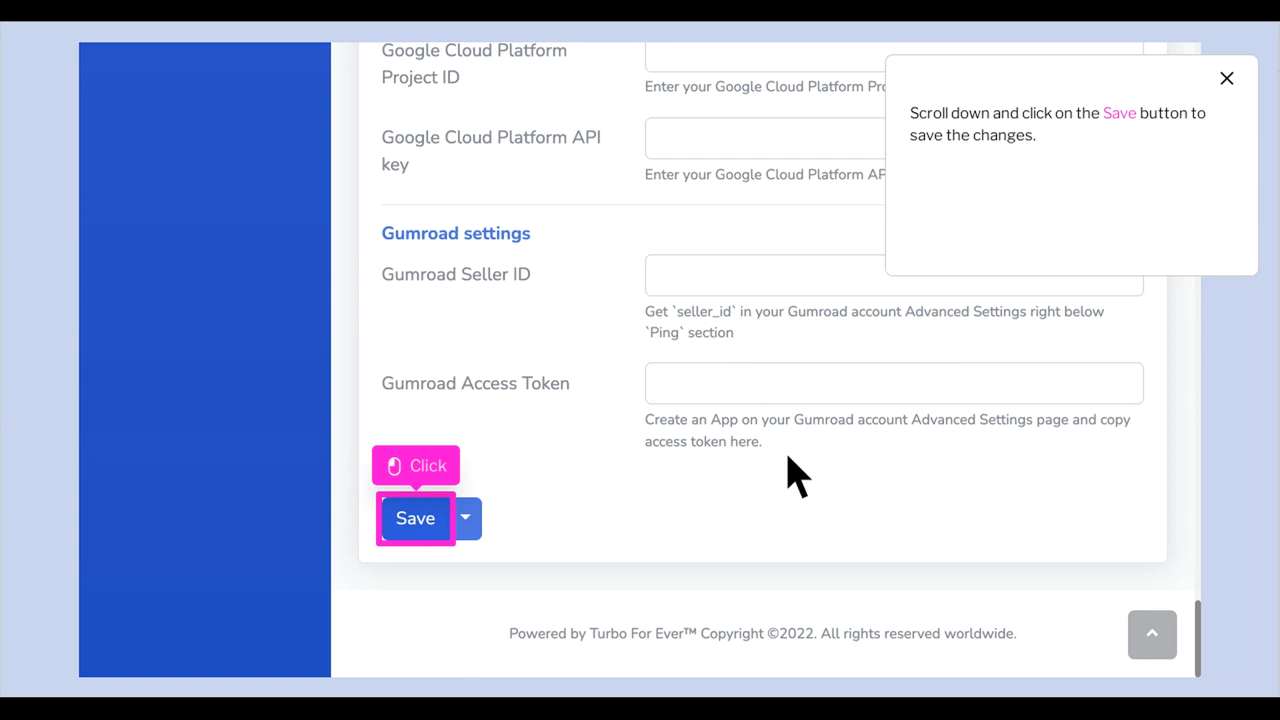 Google Cloud Platform
Project ID
Enter your Google Cloud Platform
Google Cloud Platform API
key
Enter your Google Cloud Platform
Scroll down and click on the Save button to
save the changes.
Gumroad settings
Gumroad Seller ID
Get `seller_id` in your Gumroad account Advanced Settings right below
`Ping` section
Gumroad Access Token
Create an App on your Gumroad account Advanced Settings page and copy
access token here.
Click
Save
Powered by Turbo For Ever™ Copyright ©2022. All rights reserved worldwide.